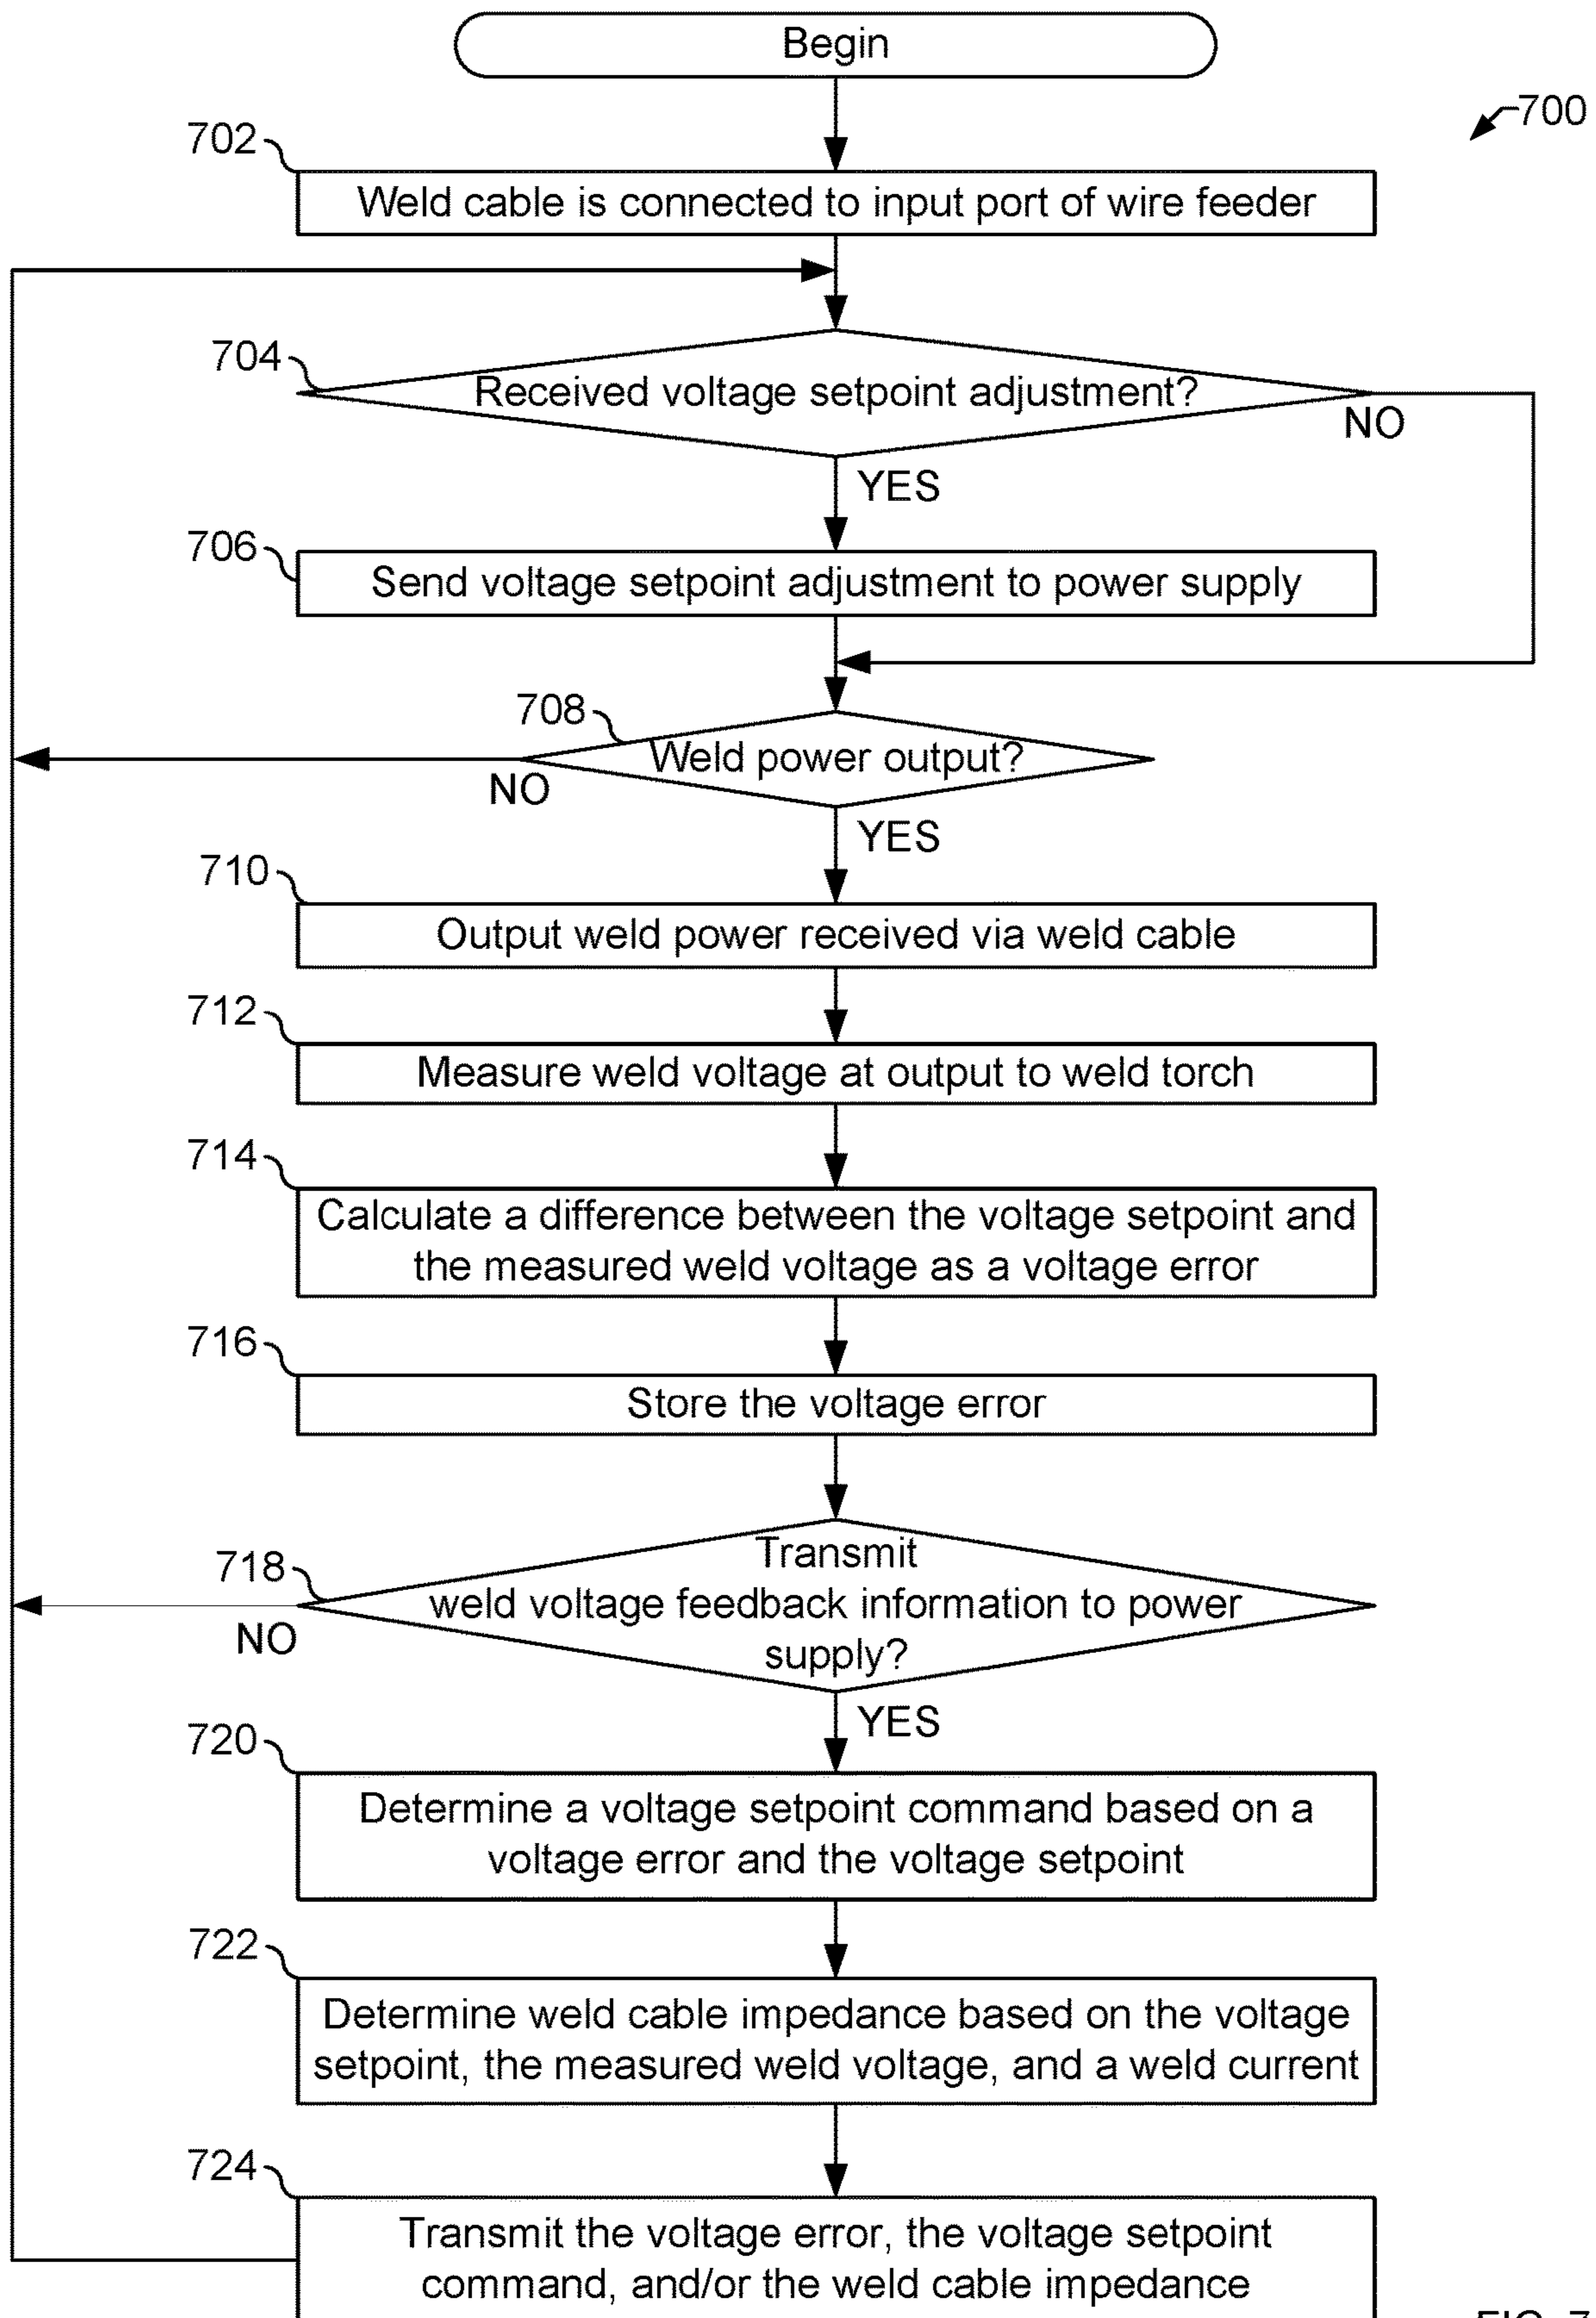 Begin
700
702
Weld cable is connected to input port of wire feeder
704
Received voltage setpoint adjustment?
NO
YES
706
Send voltage setpoint adjustment to power supply
708
Weld power output?
NO
YES
710
Output weld power received via weld cable
712
Measure weld voltage at output to weld torch
714
Calculate a difference between the voltage setpoint and
the measured weld voltage as a voltage error
716
Store the voltage error
718
Transmit
weld voltage feedback information to power
supply?
NO
YES
720
Determine a voltage setpoint command based on a
voltage error and the voltage setpoint
722
Determine weld cable impedance based on the voltage
setpoint, the measured weld voltage, and a weld current
724
Transmit the voltage error, the voltage setpoint
command, and/or the weld cable impedance
FIG. 7